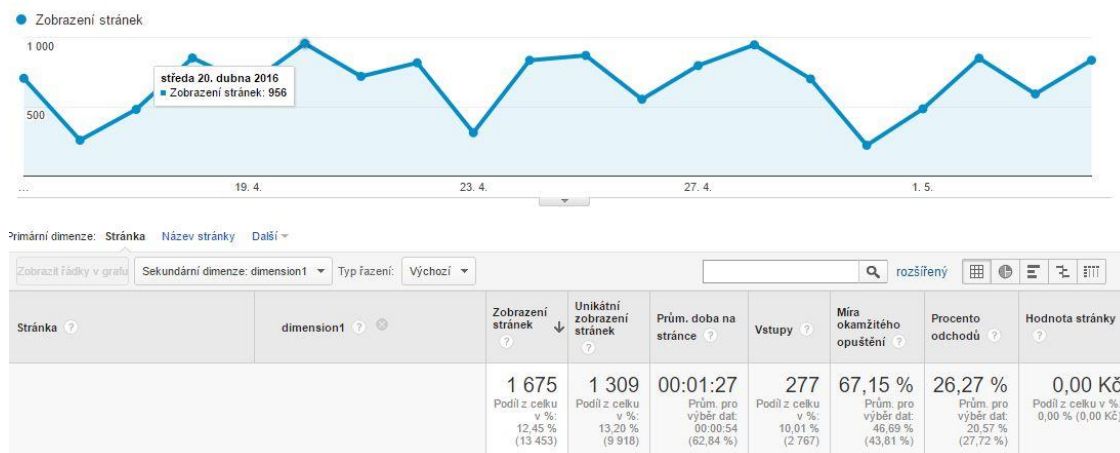 Zobrazení stránek
1 000
středa 20. dubna 2016
Zobrazení stránek: 956
500
... 19. 4. 23. 4. 27. 4. 1. 5.
Primární dimenze: Stránka Název stránky Další
Zobrazit řádky v grafu Sekundární dimenze: dimension1 Typ řazení: Výchozí rozšířený
Stránka ? dimension1 ? Zobrazení stránek ? Unikátní zobrazení stránek ? Prům. doba na stránce ? Vstupy ? Míra okamžitého opuštění ? Procento odchodů ? Hodnota stránky ?
1 675 1 309 00:01:27 277 67,15 % 26,27 % 0,00 Kč
Podíl z celku v %: 12,45 % (13 453) Podíl z celku v %: 13,20 % (9 918) Prům. pro výběr dat: 00:00:54 (62,84 %) Podíl z celku v %: 10,01 % (2 767) Prům. pro výběr dat: 46,69 % (43,81 %) Prům. pro výběr dat: 20,57 % (27,72 %) Podíl z celku v %: 0,00 % (0,00 Kč)